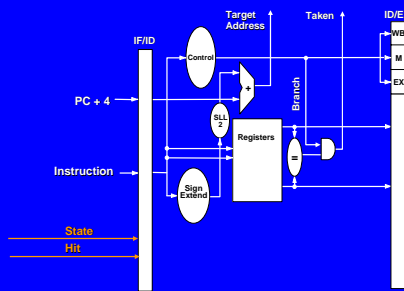 Target
Address
Taken
IF/ID
ID/E
Control
WB
M
EX
+
Branch
PC + 4
SLL
2
Registers
=
Instruction
Sign
Extend
State
Hit